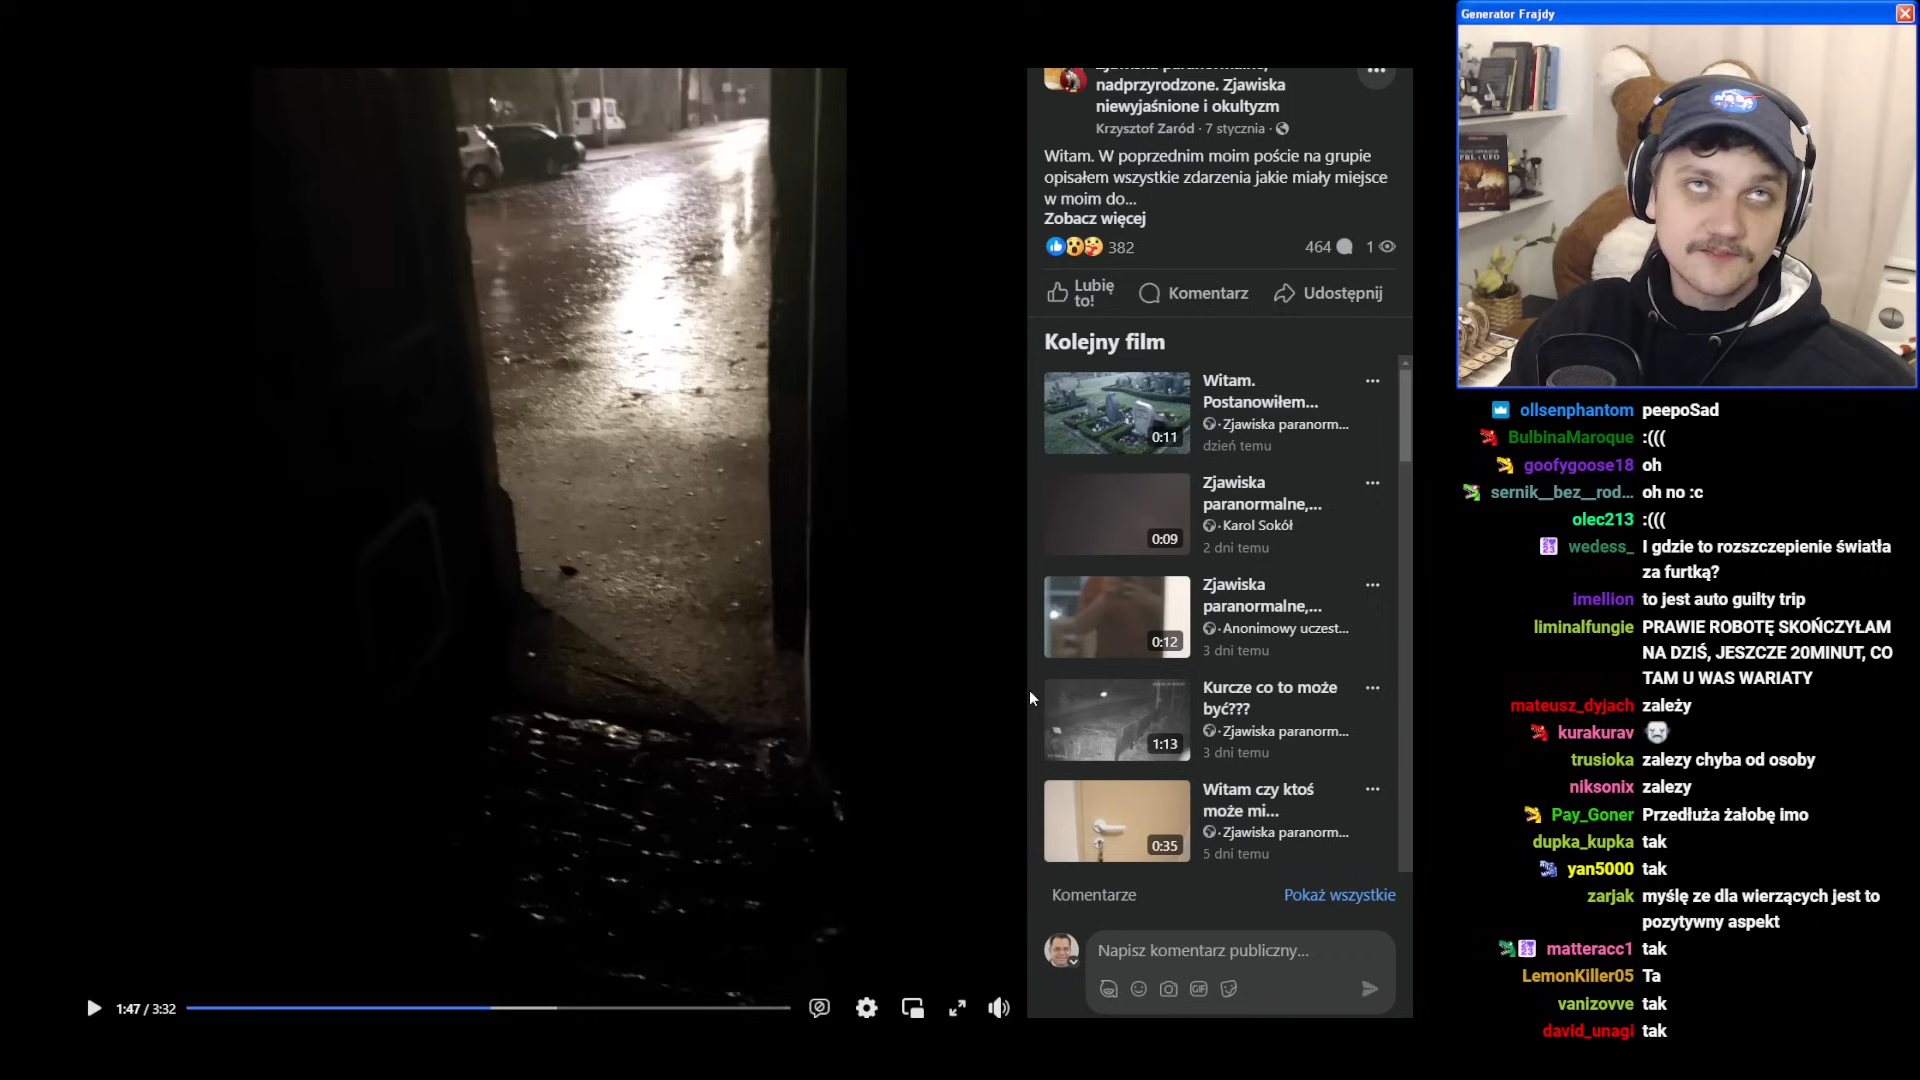 Generator Frajdy
nadprzyrodzone. Zjawiska
niewyjaśnione i okultyzm
Krzysztof Zaród · 7 stycznia ·
Witam. W poprzednim moim poście na grupie
opisałem wszystkie zdarzenia jakie miały miejsce
w moim do...
Zobacz więcej
382
464
1
Lubię
to!
Komentarz
Udostępnij
Kolejny film
Witam.
Postanowiłem...
· Zjawiska paranorm...
dzień temu
0:11
Zjawiska
paranormalne,...
· Karol Sokół
2 dni temu
0:09
Zjawiska
paranormalne,...
· Anonimowy uczest...
3 dni temu
0:12
Kurcze co to może
być???
· Zjawiska paranorm...
3 dni temu
1:13
Witam czy ktoś
może mi...
· Zjawiska paranorm...
5 dni temu
0:35
Komentarze
Pokaż wszystkie
Napisz komentarz publiczny...
GIF
1:47 / 3:32
ollsenphantom peepoSad
BulbinaMaroque :(((
goofygoose18 oh
sernik__bez__rod... oh no :c
olec213 :(((
wedess_ I gdzie to rozszczepienie światła
za furtką?
imellion to jest auto guilty trip
liminalfungie PRAWIE ROBOTĘ SKOŃCZYŁAM
NA DZIŚ, JESZCZE 20MINUT, CO
TAM U WAS WARIATY
mateusz_dyjach zależy
kurakurav
trusioka zalezy chyba od osoby
niksonix zalezy
Pay_Goner Przedłuża żałobę imo
dupka_kupka tak
yan5000 tak
zarjak myślę ze dla wierzących jest to
pozytywny aspekt
matteracc1 tak
LemonKiller05 Ta
vanizovve tak
david_unagi tak